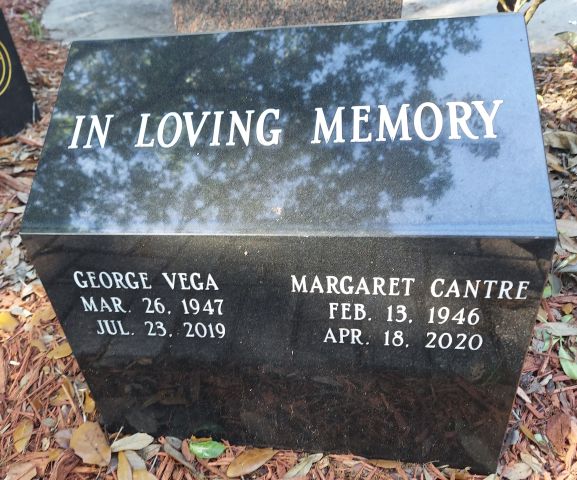 IN LOVING MEMORY
GEORGE VEGA
MAR. 26, 1947
JUL. 23, 2019
MARGARET CANTRE
FEB. 13, 1946
APR. 18, 2020